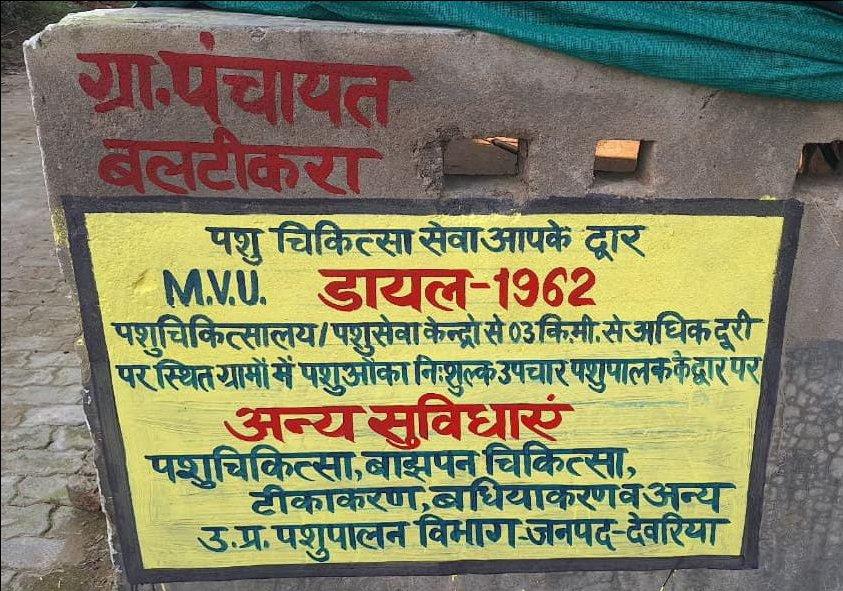 ग्रा.पंचायत
बलटीकरा
पशु चिकित्सा सेवा आपके द्वार
M.V.U. डायल-1962
पशुचिकित्सालय/पशुसेवा केन्द्रो से 03 कि.मी. से अधिक दूरी
पर स्थित ग्रामों में पशुओं का निःशुल्क उपचार पशुपालक के द्वार पर
अन्य सुविधाएं
पशुचिकित्सा, बाझपन चिकित्सा,
टीकाकरण, बधियाकरण व अन्य
उ.प्र. पशुपालन विभाग-जनपद-देवरिया